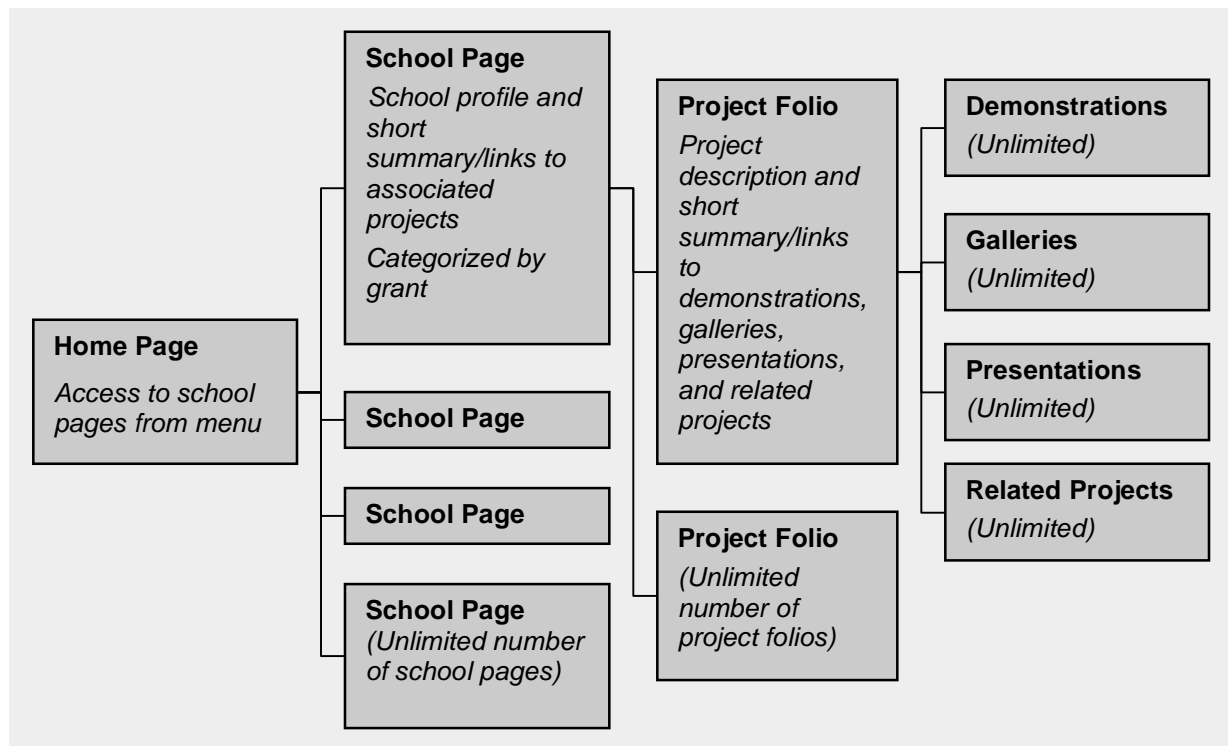 Home Page
Access to school
pages from menu
School Page
School profile and
short
summary/links to
associated
projects
Categorized by
grant
School Page
School Page
School Page
(Unlimited number
of school pages)
Project Folio
Project
description and
short
summary/links
to
demonstrations,
galleries,
presentations,
and related
projects
Project Folio
(Unlimited
number of
project folios)
Demonstrations
(Unlimited)
Galleries
(Unlimited)
Presentations
(Unlimited)
Related Projects
(Unlimited)